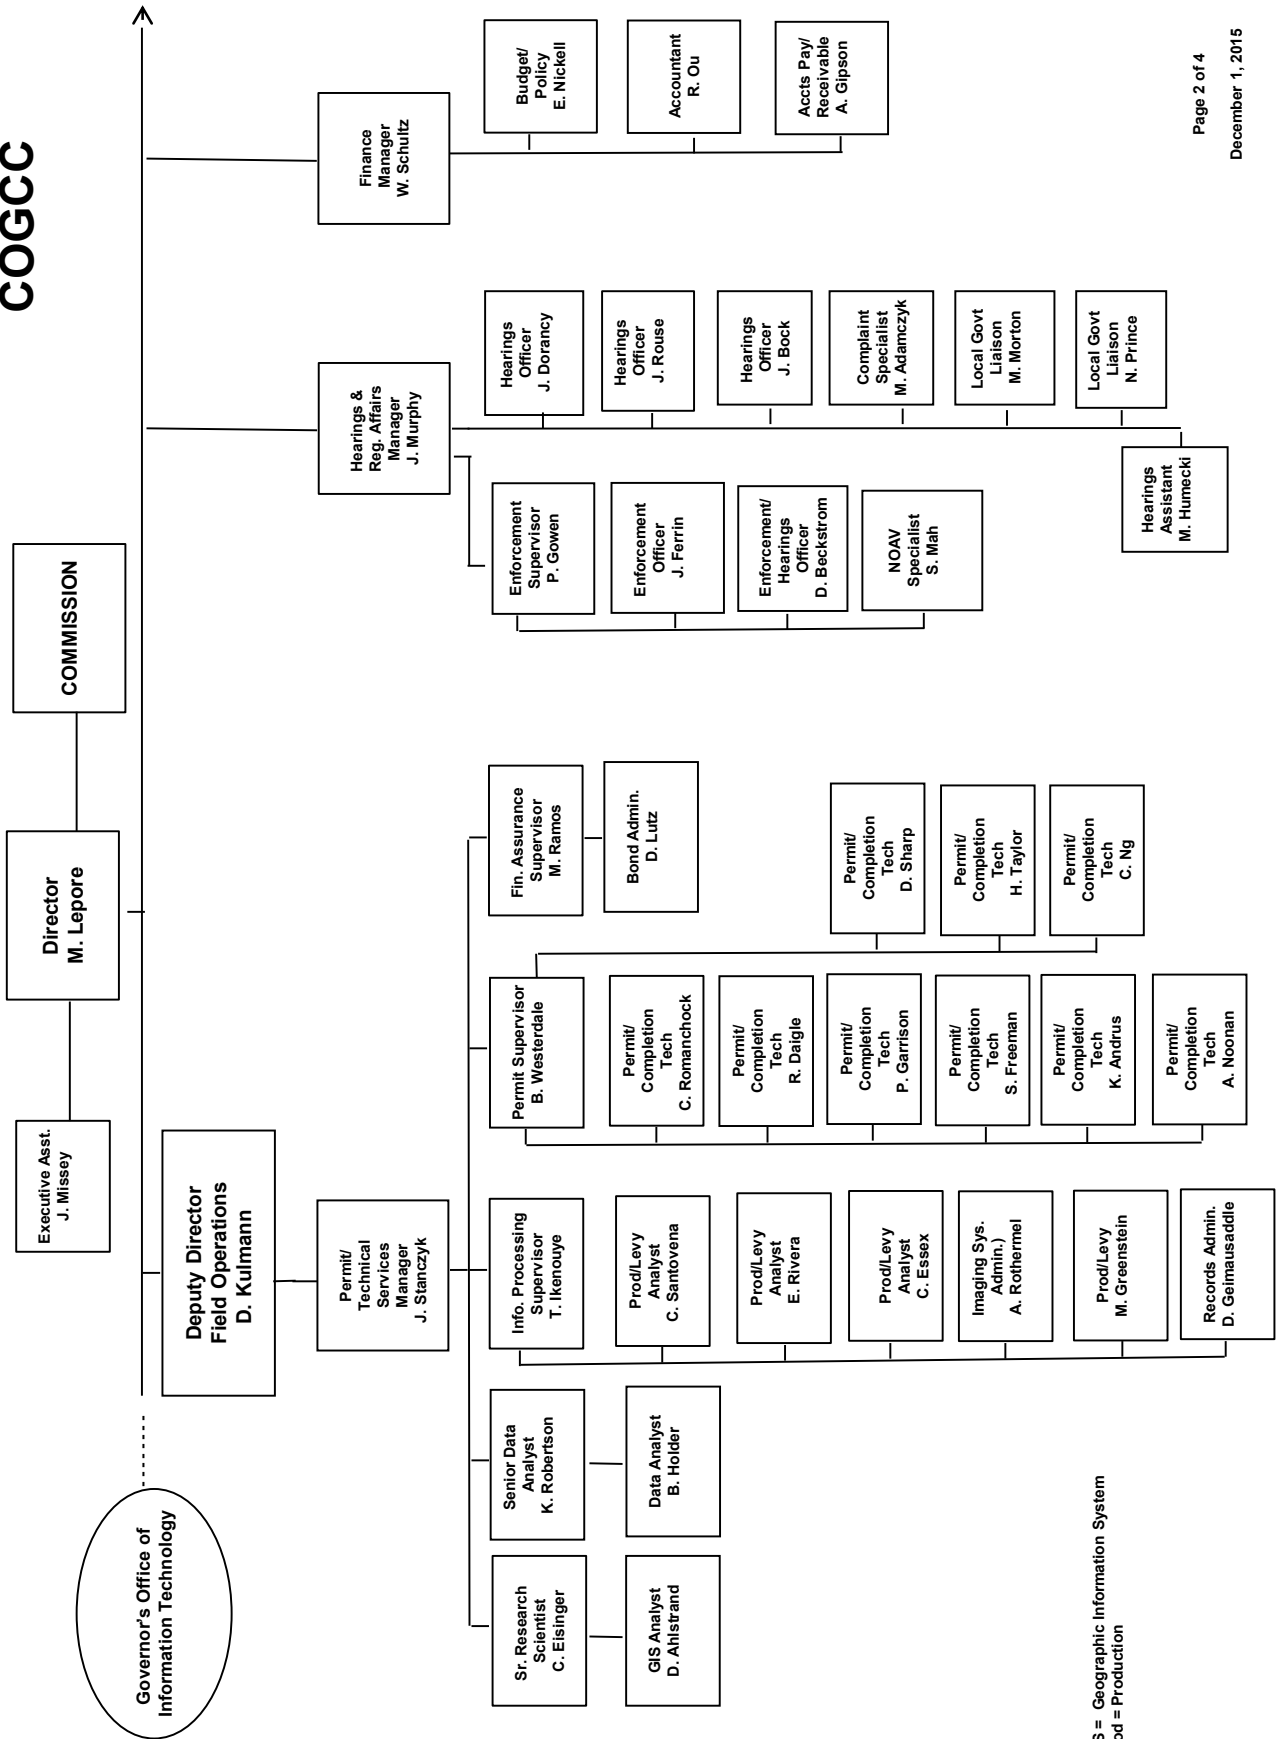 COGCC
COMMISSION
Director
M. Lepore
Executive Asst.
J. Missey
Governor's Office of
Information Technology
Deputy Director
Field Operations
D. Kulmann
Permit/
Technical
Services
Manager
J. Stanczyk
Hearings &
Reg. Affairs
Manager
J. Murphy
Finance
Manager
W. Schultz
Sr. Research
Scientist
C. Eisinger
GIS Analyst
D. Ahlstrand
Senior Data
Analyst
K. Robertson
Data Analyst
B. Holder
Info. Processing
Supervisor
T. Ikenouye
Prod/Levy
Analyst
C. Santovena
Prod/Levy
Analyst
E. Rivera
Prod/Levy
Analyst
C. Essex
Imaging Sys.
Admin.)
A. Rothermel
Prod/Levy
M. Greenstein
Records Admin.
D. Geimausaddle
Permit Supervisor
B. Westerdale
Permit/
Completion
Tech
C. Romanchock
Permit/
Completion
Tech
R. Daigle
Permit/
Completion
Tech
P. Garrison
Permit/
Completion
Tech
S. Freeman
Permit/
Completion
Tech
K. Andrus
Permit/
Completion
Tech
A. Noonan
Permit/
Completion
Tech
D. Sharp
Permit/
Completion
Tech
H. Taylor
Permit/
Completion
Tech
C. Ng
Fin. Assurance
Supervisor
M. Ramos
Bond Admin.
D. Lutz
Enforcement
Supervisor
P. Gowen
Enforcement
Officer
J. Ferrin
Enforcement/
Hearings
Officer
D. Beckstrom
NOAV
Specialist
S. Mah
Hearings
Officer
J. Dorancy
Hearings
Officer
J. Rouse
Hearings
Officer
J. Bock
Complaint
Specialist
M. Adamczyk
Local Govt
Liaison
M. Morton
Local Govt
Liaison
N. Prince
Hearings
Assistant
M. Humecki
Budget/
Policy
E. Nickell
Accountant
R. Ou
Accts Pay/
Receivable
A. Gipson
S = Geographic Information System
od = Production
Page 2 of 4
December 1, 2015